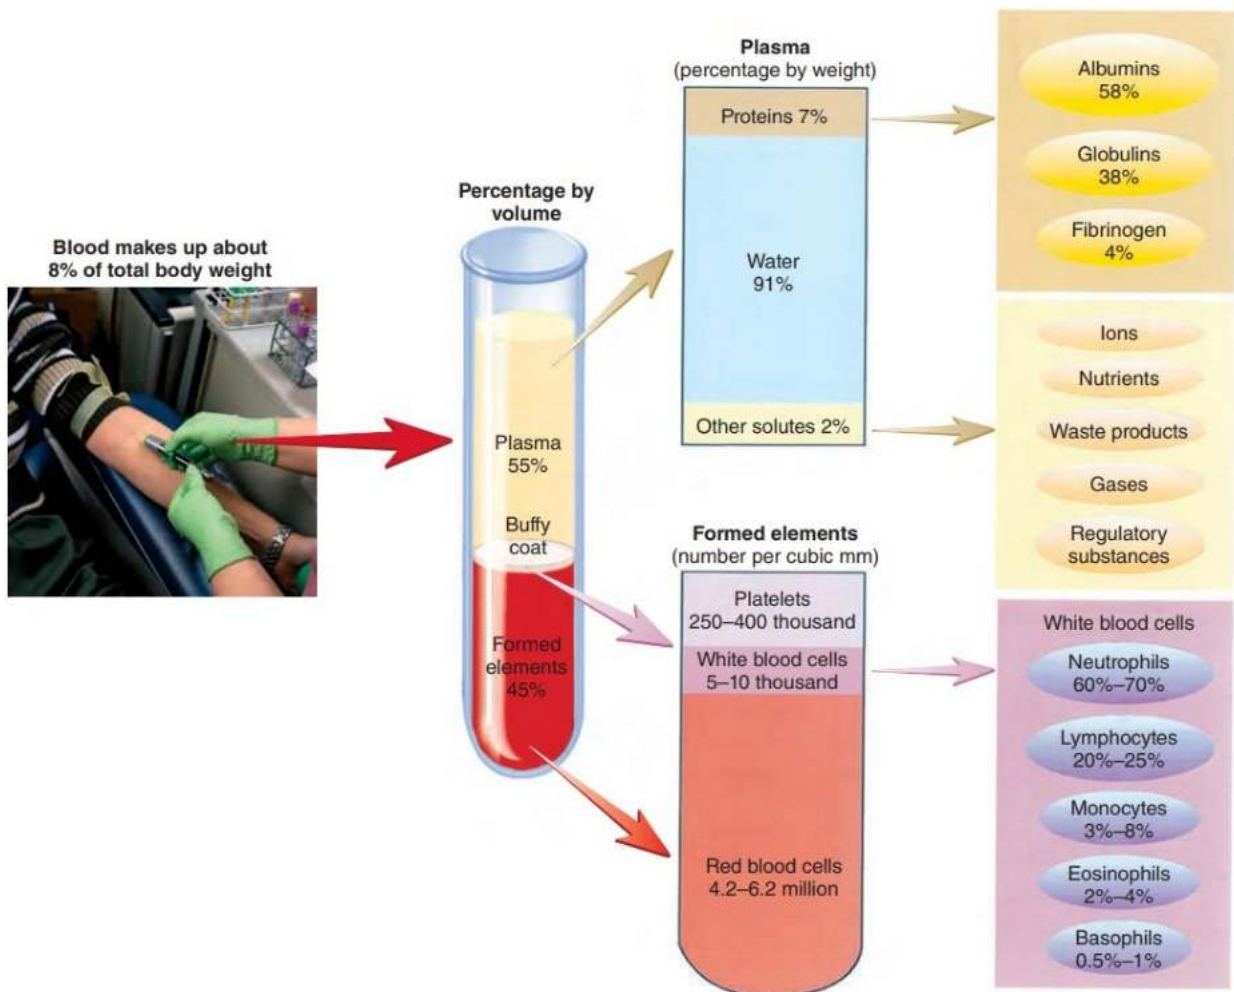 Blood makes up about
8% of total body weight
Percentage by
volume
Plasma
55%
Buffy
coat
Formed
elements
45%
Plasma
(percentage by weight)
Proteins 7%
Water
91%
Other solutes 2%
Albumins
58%
Globulins
38%
Fibrinogen
4%
Ions
Nutrients
Waste products
Gases
Regulatory
substances
Formed elements
(number per cubic mm)
Platelets
250–400 thousand
White blood cells
5–10 thousand
Red blood cells
4.2–6.2 million
White blood cells
Neutrophils
60%–70%
Lymphocytes
20%–25%
Monocytes
3%–8%
Eosinophils
2%–4%
Basophils
0.5%–1%